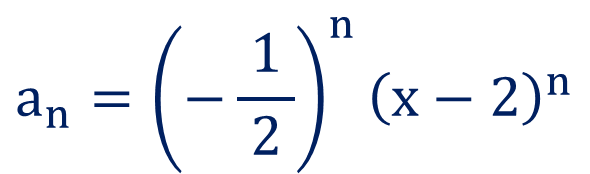 aₙ = (− 1/2)ⁿ (x − 2)ⁿ